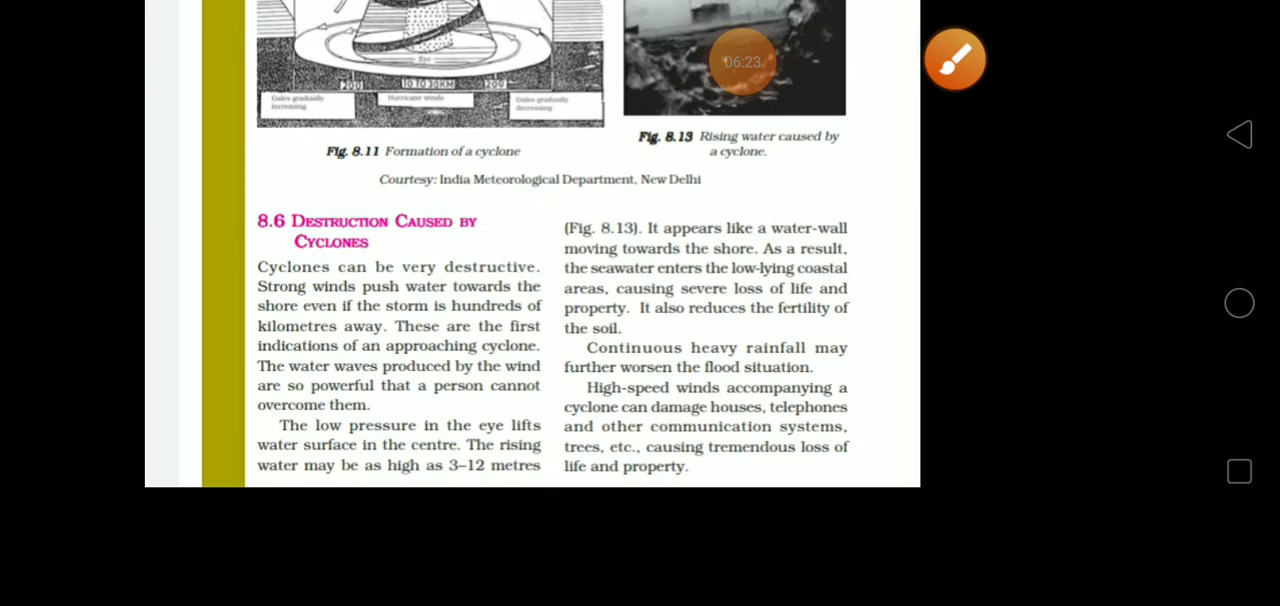 Eye
200
10 TO 30KM
200
Gales gradually
increasing
Hurricane winds
Gales gradually
decreasing
06:23
Fig. 8.11 Formation of a cyclone
Fig. 8.13 Rising water caused by
a cyclone.
Courtesy: India Meteorological Department, New Delhi
8.6 DESTRUCTION CAUSED BY
CYCLONES
Cyclones can be very destructive.
Strong winds push water towards the
shore even if the storm is hundreds of
kilometres away. These are the first
indications of an approaching cyclone.
The water waves produced by the wind
are so powerful that a person cannot
overcome them.
The low pressure in the eye lifts
water surface in the centre. The rising
water may be as high as 3–12 metres
(Fig. 8.13). It appears like a water-wall
moving towards the shore. As a result,
the seawater enters the low-lying coastal
areas, causing severe loss of life and
property. It also reduces the fertility of
the soil.
Continuous heavy rainfall may
further worsen the flood situation.
High-speed winds accompanying a
cyclone can damage houses, telephones
and other communication systems,
trees, etc., causing tremendous loss of
life and property.